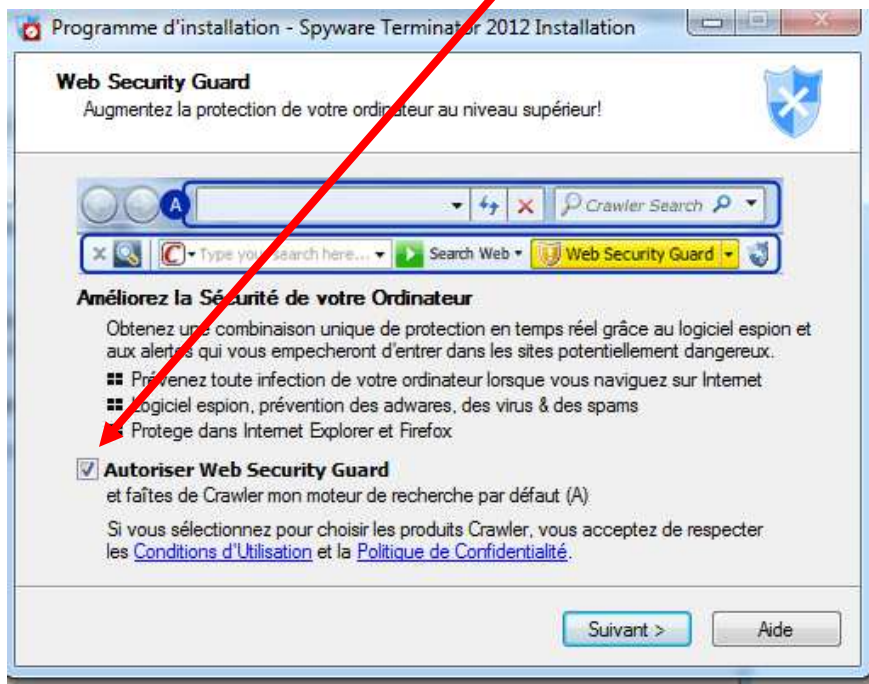 Programme d'installation - Spyware Terminator 2012 Installation
Web Security Guard
Augmentez la protection de votre ordinateur au niveau supérieur!
A
Crawler Search
C Type your search here... Search Web Web Security Guard
Améliorez la Sécurité de votre Ordinateur
Obtenez une combinaison unique de protection en temps réel grâce au logiciel espion et
aux alertes qui vous empecheront d'entrer dans les sites potentiellement dangereux.
Prévenez toute infection de votre ordinateur lorsque vous naviguez sur Internet
Logiciel espion, prévention des adwares, des virus & des spams
Protege dans Internet Explorer et Firefox
Autoriser Web Security Guard
et faîtes de Crawler mon moteur de recherche par défaut (A)
Si vous sélectionnez pour choisir les produits Crawler, vous acceptez de respecter
les Conditions d'Utilisation et la Politique de Confidentialité.
Suivant > Aide